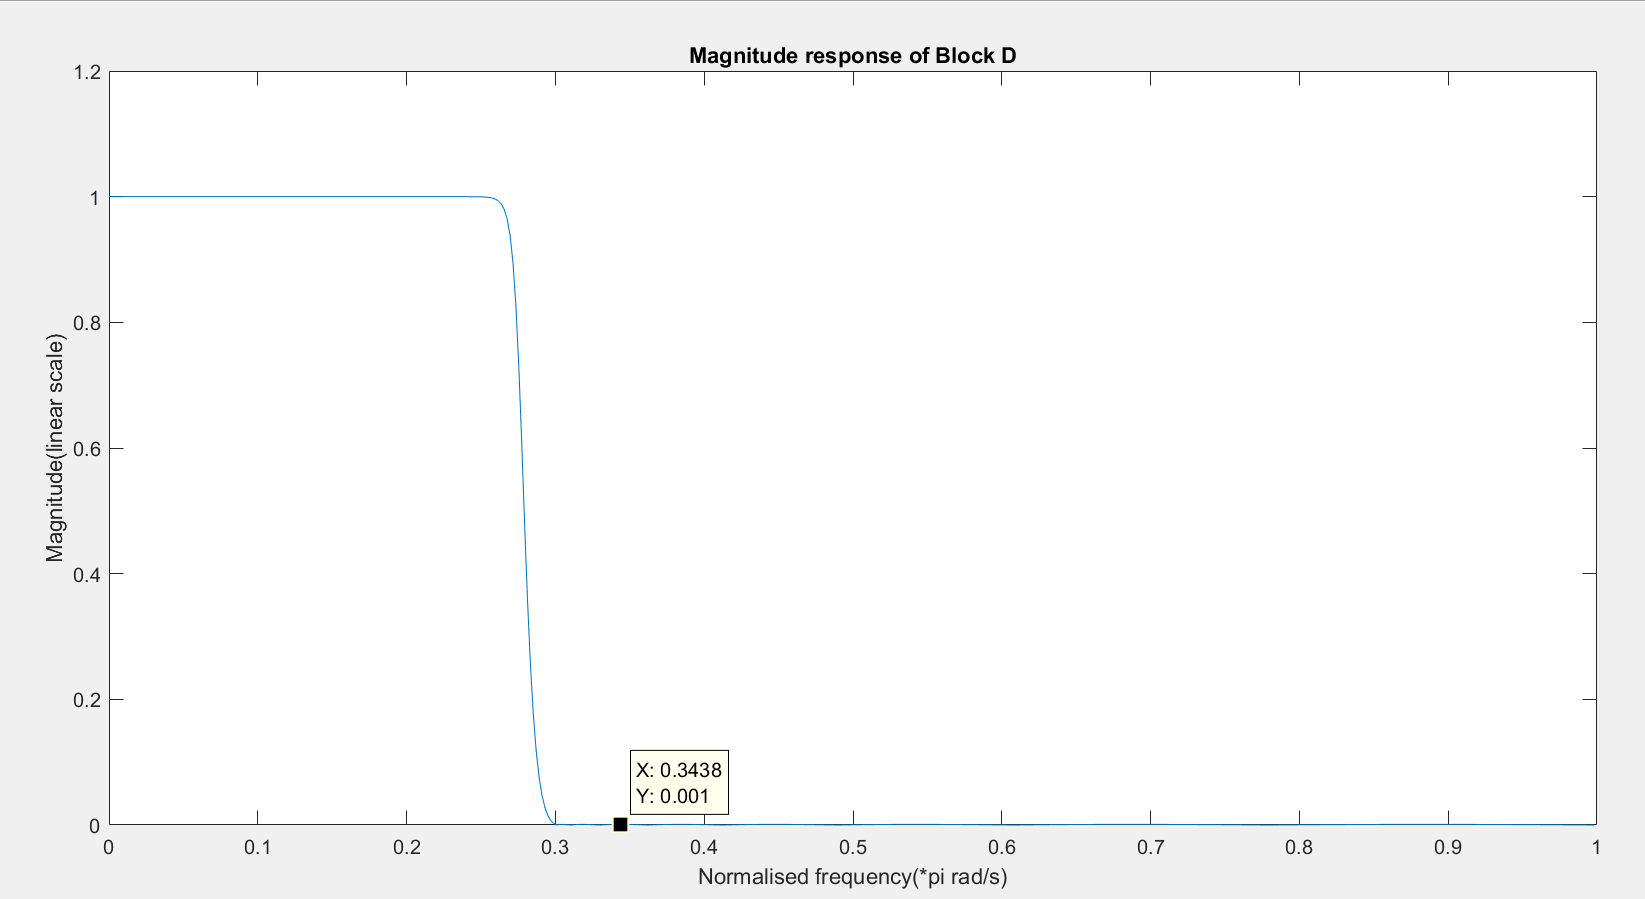 Magnitude response of Block D
1.2
1
0.8
0.6
0.4
0.2
0
Magnitude(linear scale)
X: 0.3438
Y: 0.001
0 0.1 0.2 0.3 0.4 0.5 0.6 0.7 0.8 0.9 1
Normalised frequency(*pi rad/s)